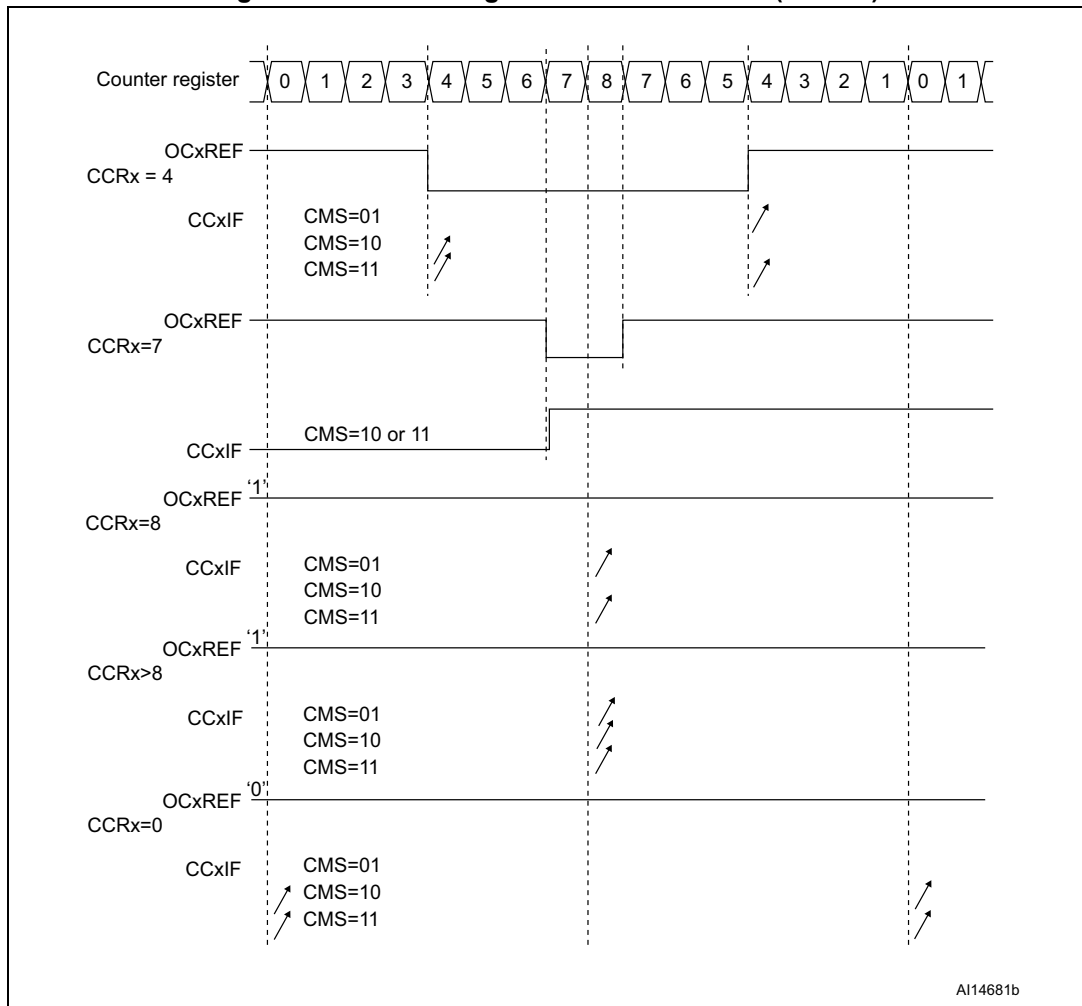 Counter register 0 1 2 3 4 5 6 7 8 7 6 5 4 3 2 1 0 1
OCxREF
CCRx = 4
CCxIF CMS=01
CMS=10
CMS=11
OCxREF
CCRx=7
CMS=10 or 11
CCxIF
OCxREF ‘1’
CCRx=8
CCxIF CMS=01
CMS=10
CMS=11
OCxREF ‘1’
CCRx>8
CCxIF CMS=01
CMS=10
CMS=11
OCxREF ‘0’
CCRx=0
CCxIF CMS=01
CMS=10
CMS=11
AI14681b